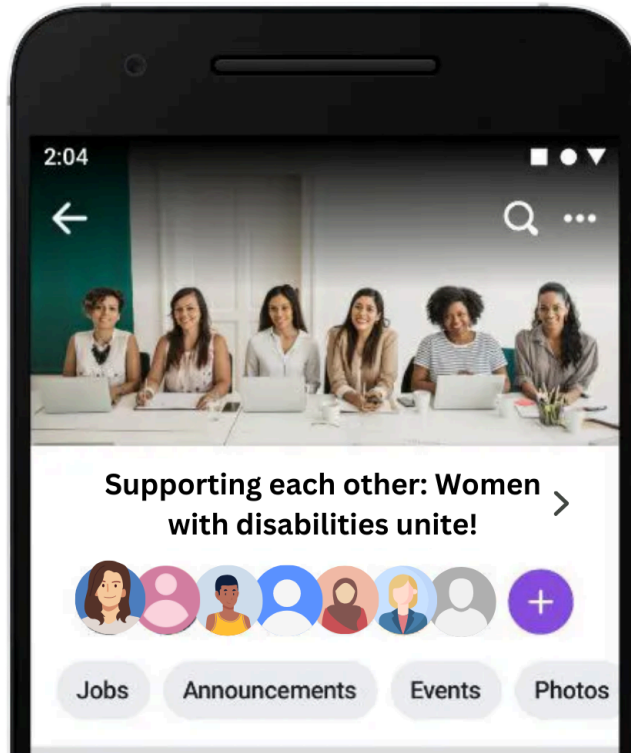 2:04
Supporting each other: Women
with disabilities unite!
Jobs Announcements Events Photos